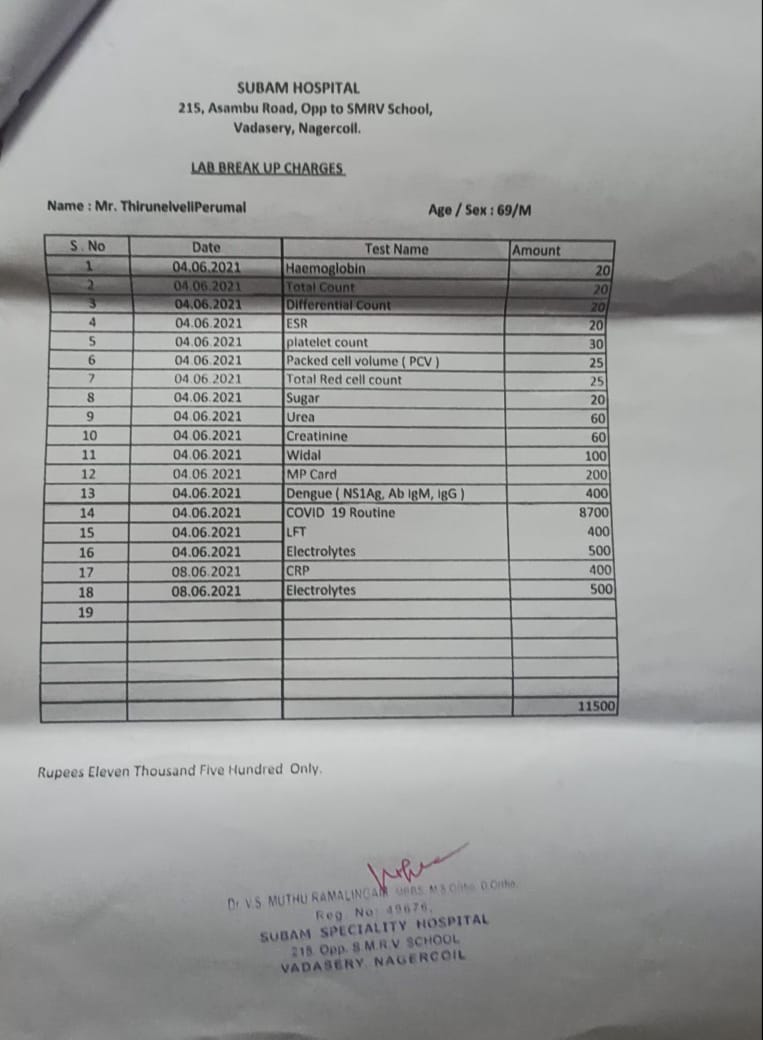 SUBAM HOSPITAL
215, Asambu Road, Opp to SMRV School,
Vadasery, Nagercoil.
LAB BREAK UP CHARGES
Name : Mr. ThirunelveliPerumal Age / Sex : 69/M
S. No Date Test Name Amount
1 04.06.2021 Haemoglobin 20
2 04.06.2021 Total Count 20
3 04.06.2021 Differential Count 20
4 04.06.2021 ESR 20
5 04.06.2021 platelet count 30
6 04.06.2021 Packed cell volume ( PCV ) 25
7 04.06.2021 Total Red cell count 25
8 04.06.2021 Sugar 20
9 04.06.2021 Urea 60
10 04.06.2021 Creatinine 60
11 04.06.2021 Widal 100
12 04.06.2021 MP Card 200
13 04.06.2021 Dengue ( NS1Ag, Ab IgM, IgG ) 400
14 04.06.2021 COVID 19 Routine 8700
15 04.06.2021 LFT 400
16 04.06.2021 Electrolytes 500
17 08.06.2021 CRP 400
18 08.06.2021 Electrolytes 500
19
11500
Rupees Eleven Thousand Five Hundred Only.
Dr V.S. MUTHU RAMALINGAM MBBS. M.S Ortho. D.Ortho.
Reg. No: 49676.
SUBAM SPECIALITY HOSPITAL
215 Opp. S.M.R.V SCHOOL
VADASERY, NAGERCOIL